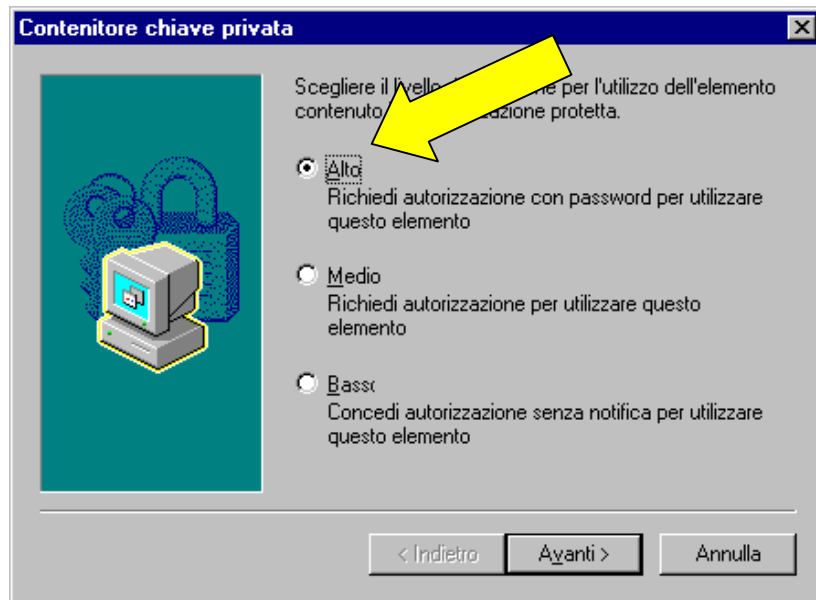 Contenitore chiave privata
Scegliere il livello per l'utilizzo dell'elemento
contenuto protetta.
Alto
Richiedi autorizzazione con password per utilizzare
questo elemento
Medio
Richiedi autorizzazione per utilizzare questo
elemento
Basso
Concedi autorizzazione senza notifica per utilizzare
questo elemento
< Indietro Avanti > Annulla